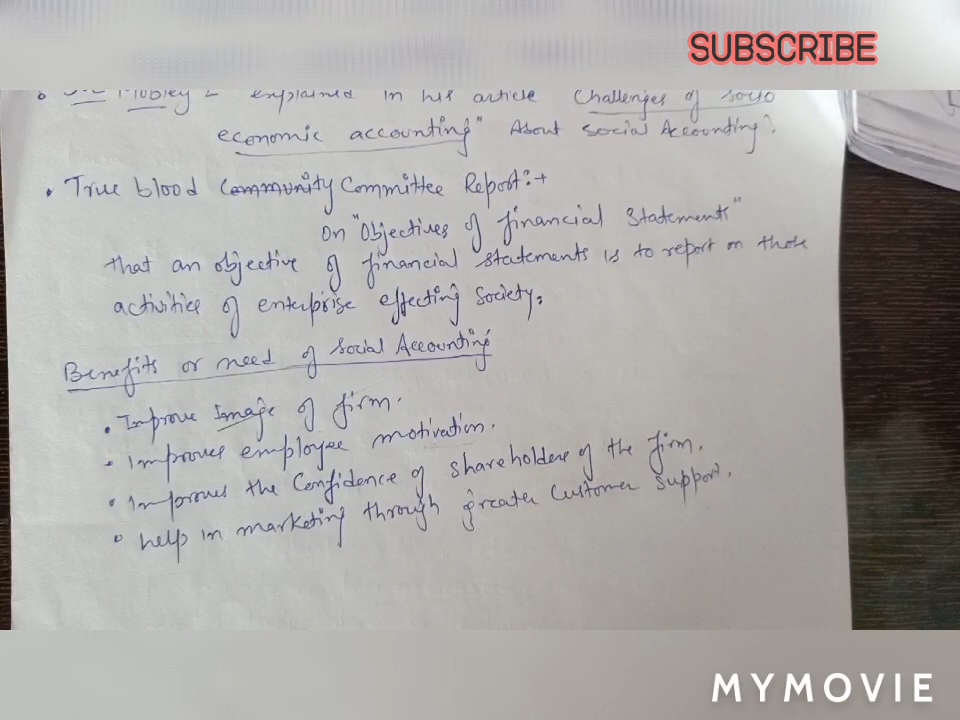 SUBSCRIBE
Mobley - explained in his article Challenges of socio
economic accounting" About Social Accounting.
• True blood Community Committee Report:→
On "Objectives of financial Statements"
that an objective of financial statements is to report on those
activities of enterprise effecting Society.
Benefits or need of Social Accounting
• Improve Image of firm.
• Improves employee motivation.
• Improves the Confidence of shareholders of the firm.
• help in marketing through greater Customer Support.
MYMOVIE